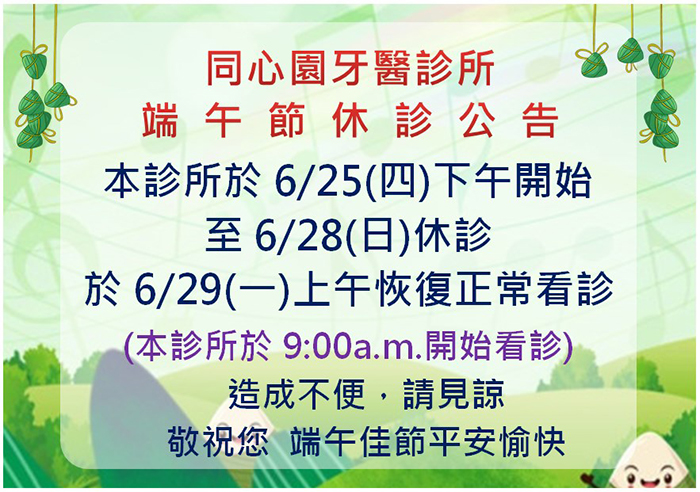 同心園牙醫診所
端午節休診公告
本診所於 6/25(四)下午開始
至 6/28(日)休診
於 6/29(一)上午恢復正常看診
(本診所於 9:00a.m.開始看診)
造成不便，請見諒
敬祝您 端午佳節平安愉快